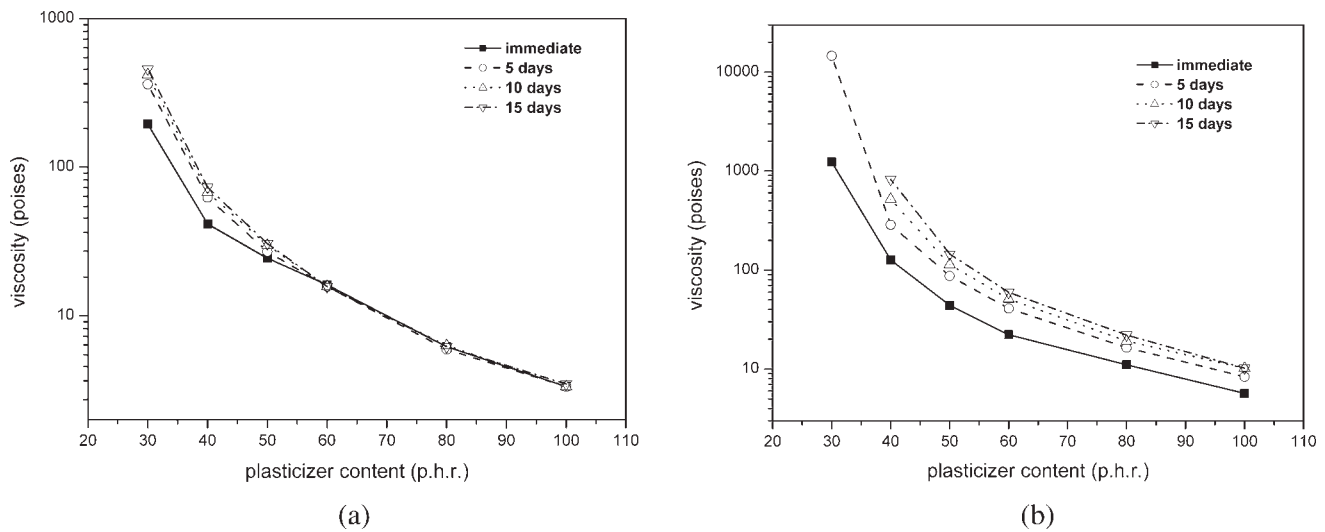 1000
100
10
viscosity (poises)
immediate
5 days
10 days
15 days
20 30 40 50 60 70 80 90 100 110
plasticizer content (p.h.r.)
(a)
10000
1000
100
10
viscosity (poises)
immediate
5 days
10 days
15 days
20 30 40 50 60 70 80 90 100 110
plasticizer content (p.h.r.)
(b)